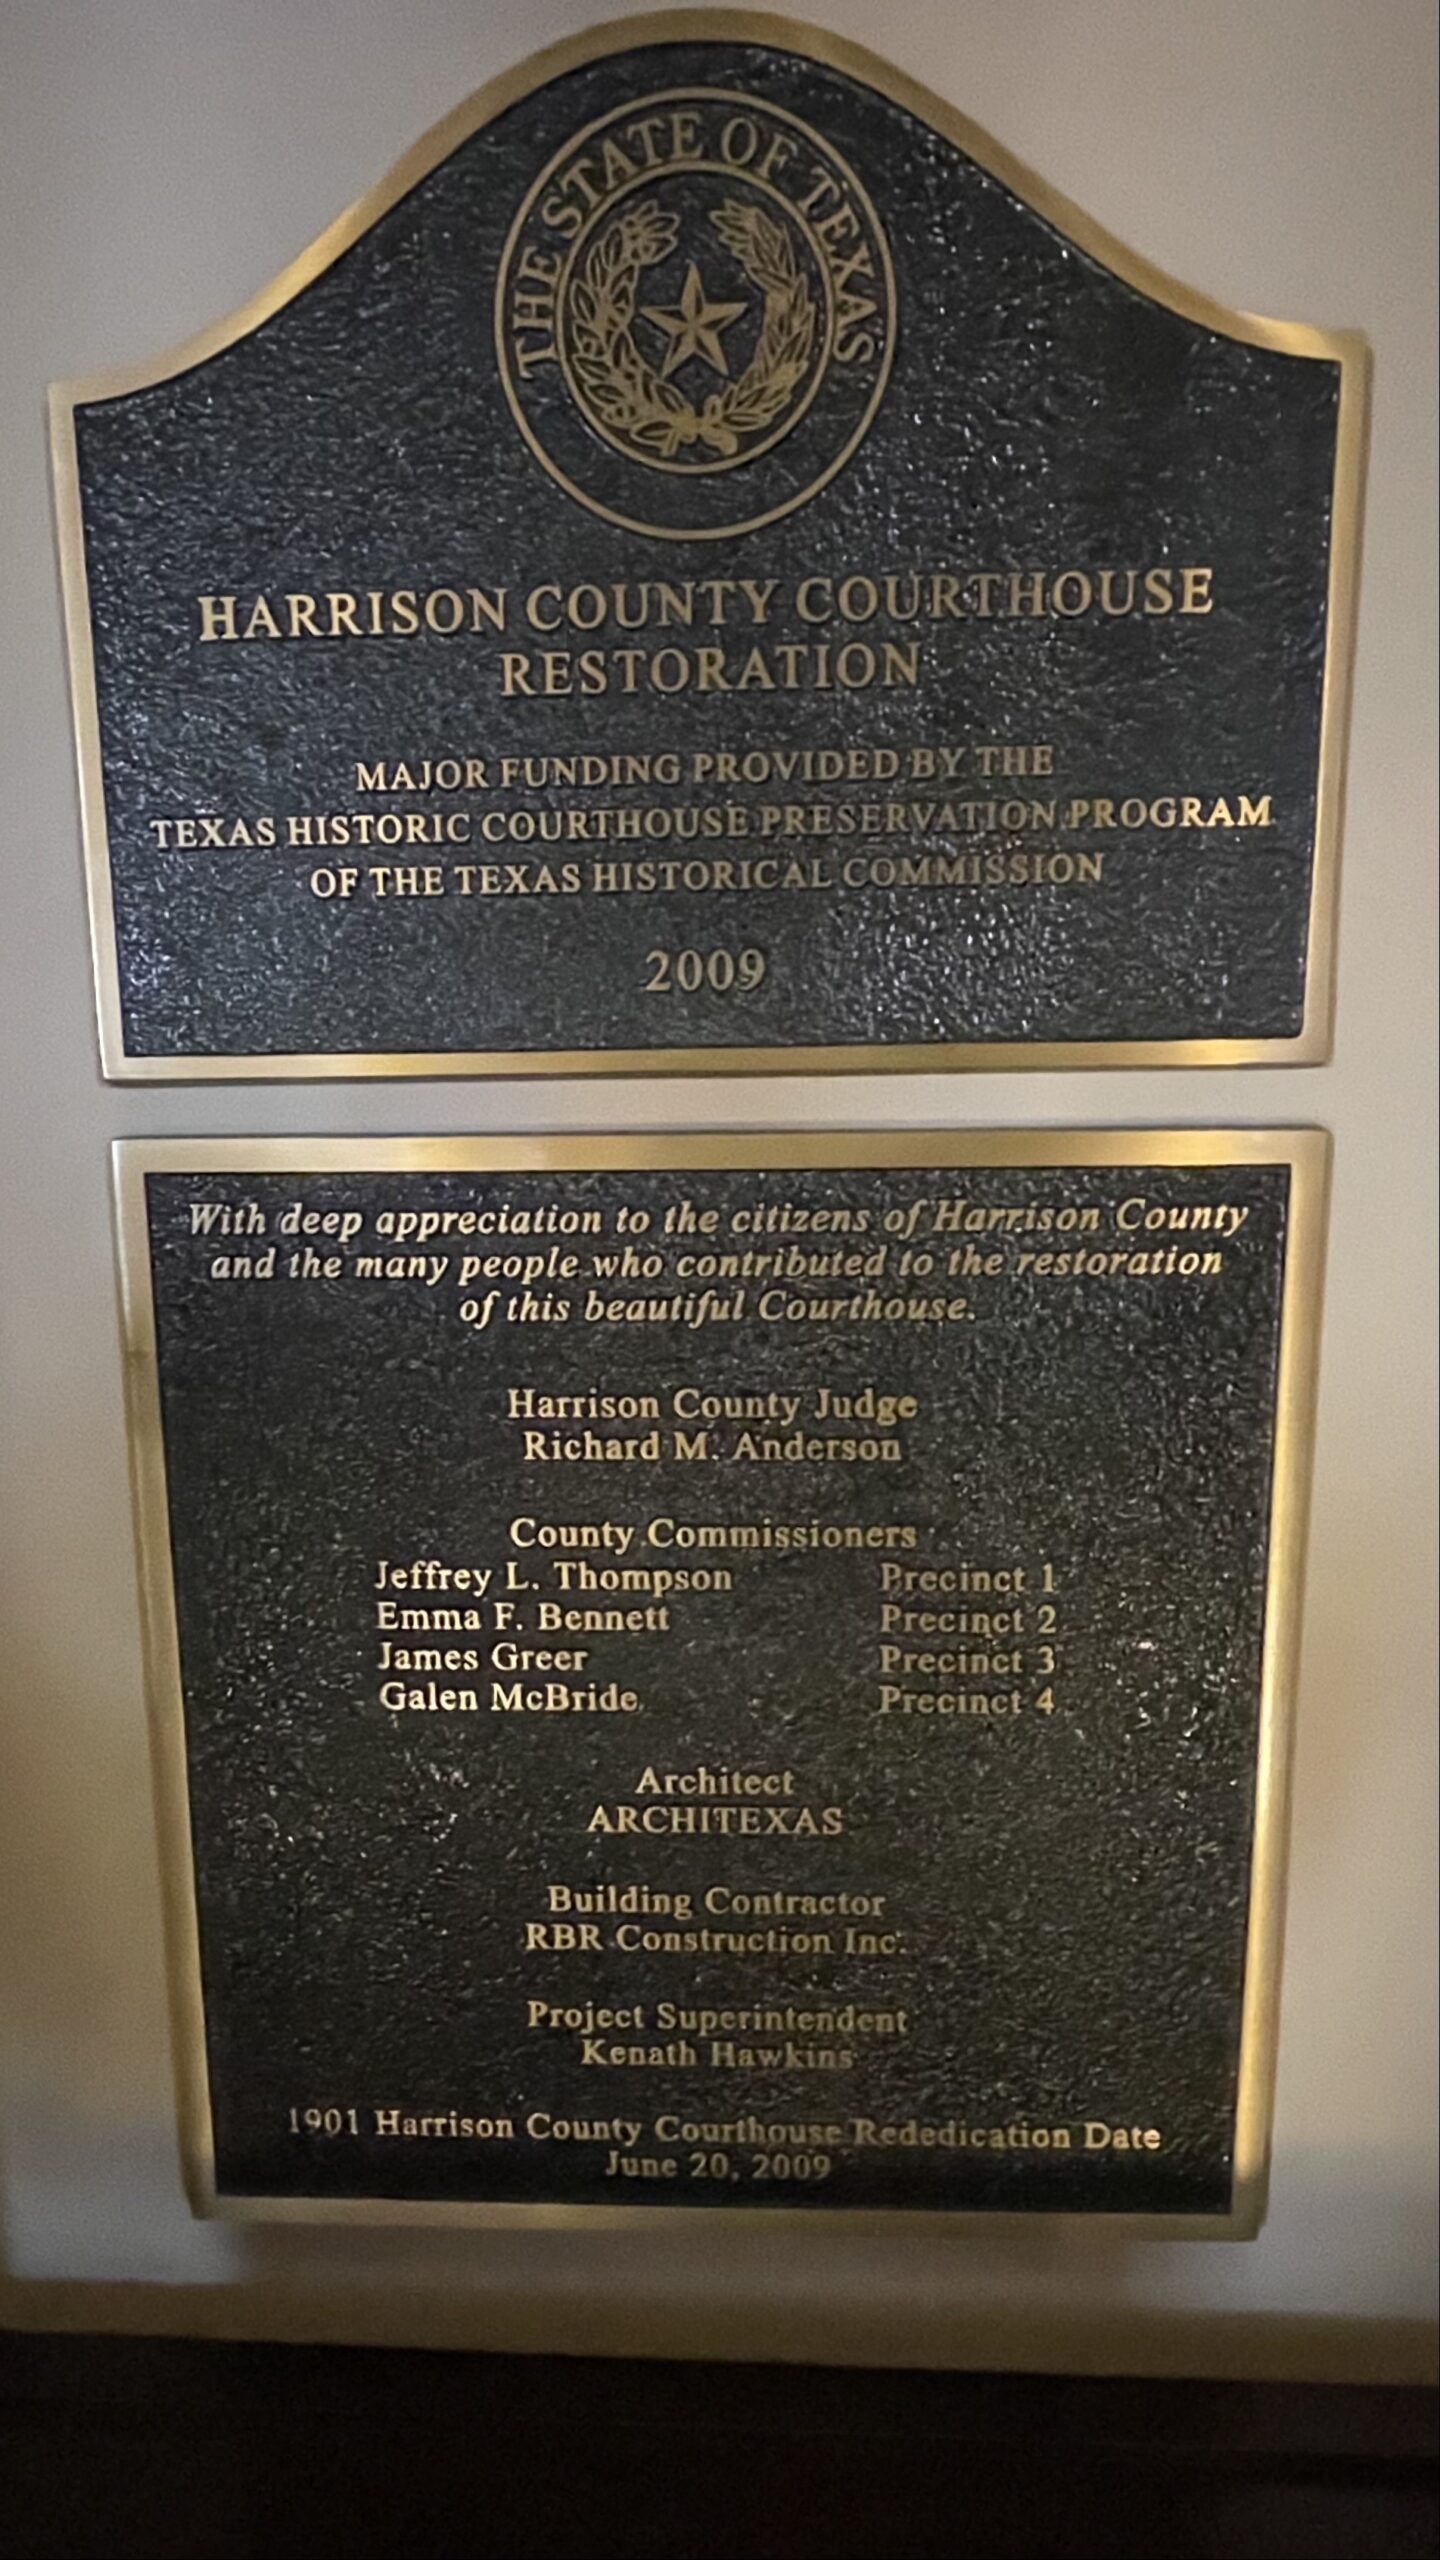 THE STATE OF TEXAS
HARRISON COUNTY COURTHOUSE
RESTORATION
MAJOR FUNDING PROVIDED BY THE
TEXAS HISTORIC COURTHOUSE PRESERVATION PROGRAM
OF THE TEXAS HISTORICAL COMMISSION
2009
With deep appreciation to the citizens of Harrison County
and the many people who contributed to the restoration
of this beautiful Courthouse.
Harrison County Judge
Richard M. Anderson
County Commissioners
Jeffrey L. Thompson Precinct 1
Emma F. Bennett Precinct 2
James Greer Precinct 3
Galen McBride Precinct 4
Architect
ARCHITEXAS
Building Contractor
RBR Construction Inc.
Project Superintendent
Kenath Hawkins
1901 Harrison County Courthouse Rededication Date
June 20, 2009